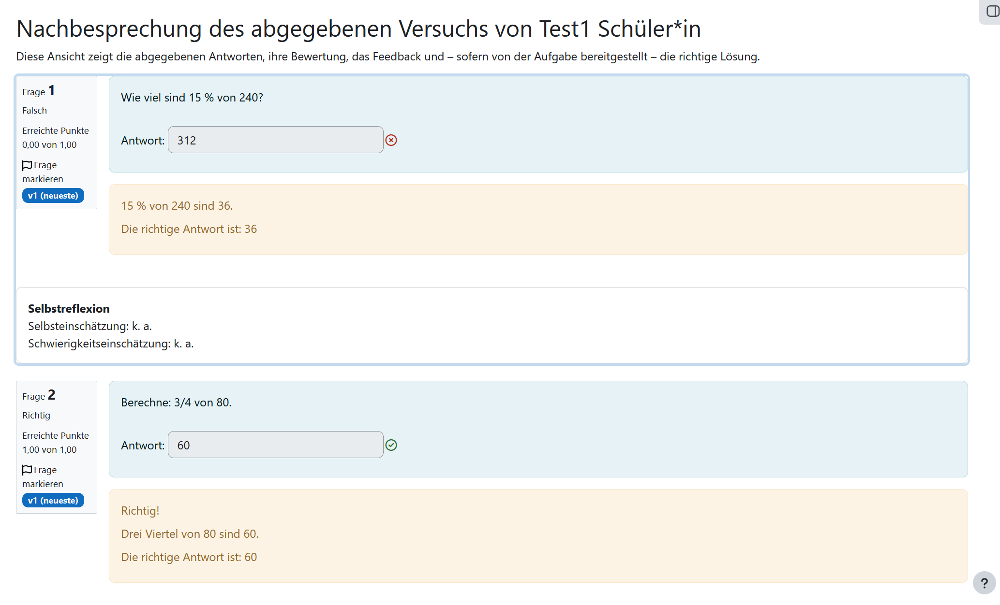 Nachbesprechung des abgegebenen Versuchs von Test1 Schüler*in
Diese Ansicht zeigt die abgegebenen Antworten, ihre Bewertung, das Feedback und – sofern von der Aufgabe bereitgestellt – die richtige Lösung.
Frage 1
Falsch
Erreichte Punkte
0,00 von 1,00
Frage
markieren
v1 (neueste)
Wie viel sind 15 % von 240?
Antwort: 312
15 % von 240 sind 36.
Die richtige Antwort ist: 36
Selbstreflexion
Selbsteinschätzung: k. a.
Schwierigkeitseinschätzung: k. a.
Frage 2
Richtig
Erreichte Punkte
1,00 von 1,00
Frage
markieren
v1 (neueste)
Berechne: 3/4 von 80.
Antwort: 60
Richtig!
Drei Viertel von 80 sind 60.
Die richtige Antwort ist: 60
?